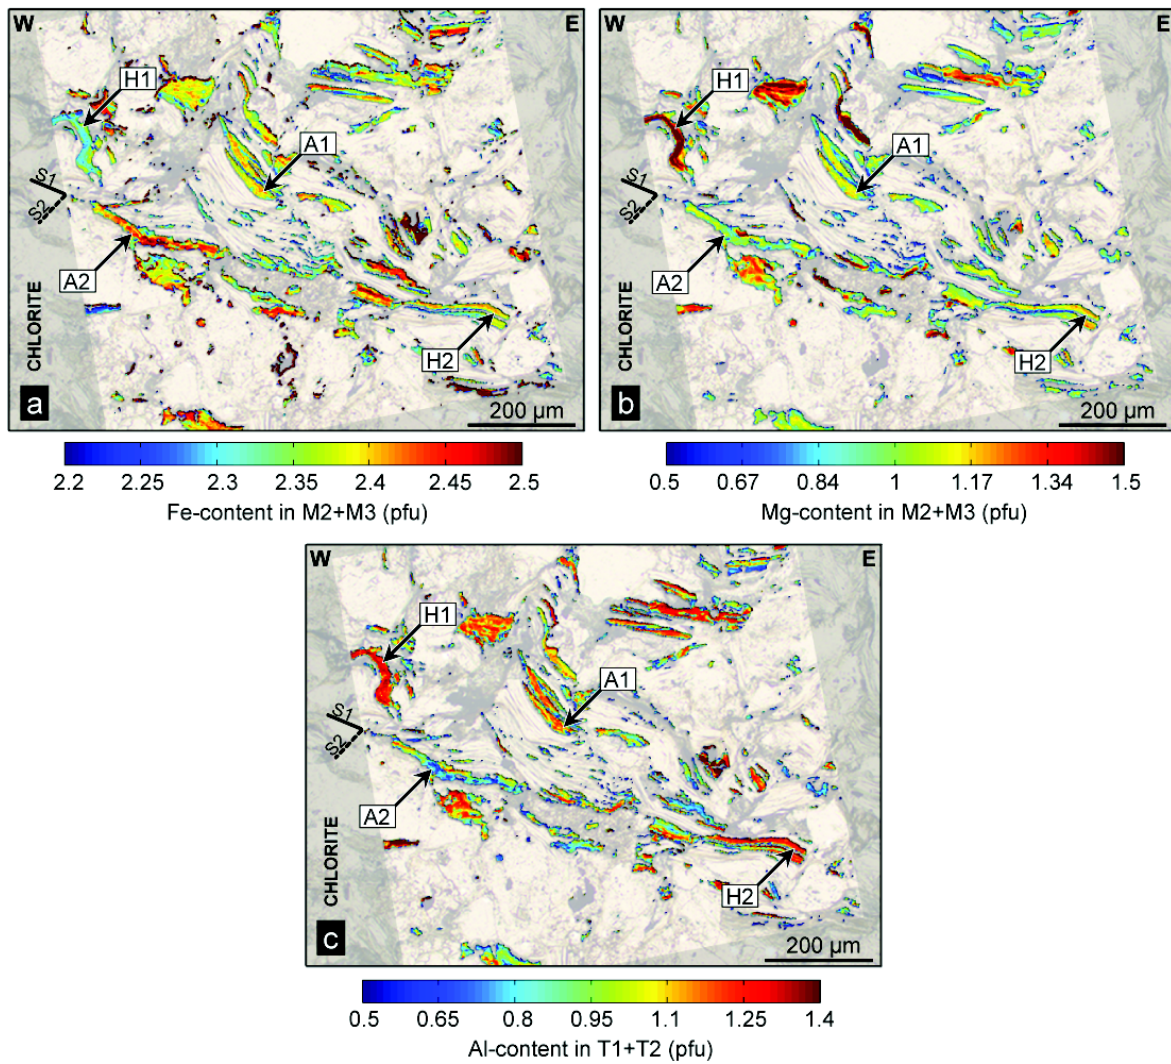 W E
H1
A1
S1
S2
A2
H2
CHLORITE
a
200 µm
2.2 2.25 2.3 2.35 2.4 2.45 2.5
Fe-content in M2+M3 (pfu)
W E
H1
A1
S1
S2
A2
H2
CHLORITE
b
200 µm
0.5 0.67 0.84 1 1.17 1.34 1.5
Mg-content in M2+M3 (pfu)
W E
H1
A1
S1
S2
A2
H2
CHLORITE
c
200 µm
0.5 0.65 0.8 0.95 1.1 1.25 1.4
Al-content in T1+T2 (pfu)